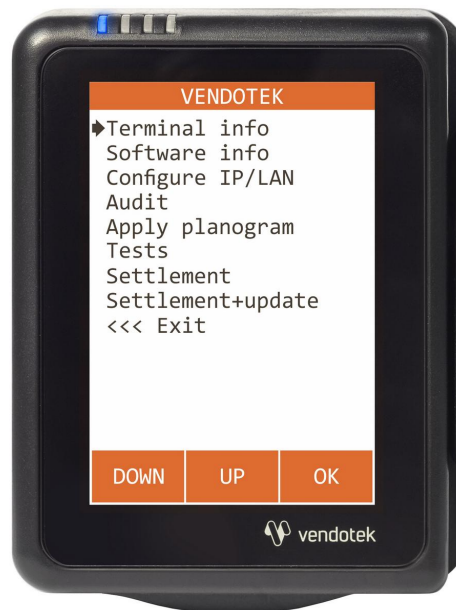 VENDOTEK
Terminal info
Software info
Configure IP/LAN
Audit
Apply planogram
Tests
Settlement
Settlement+update
<<< Exit
DOWN UP OK
vendotek